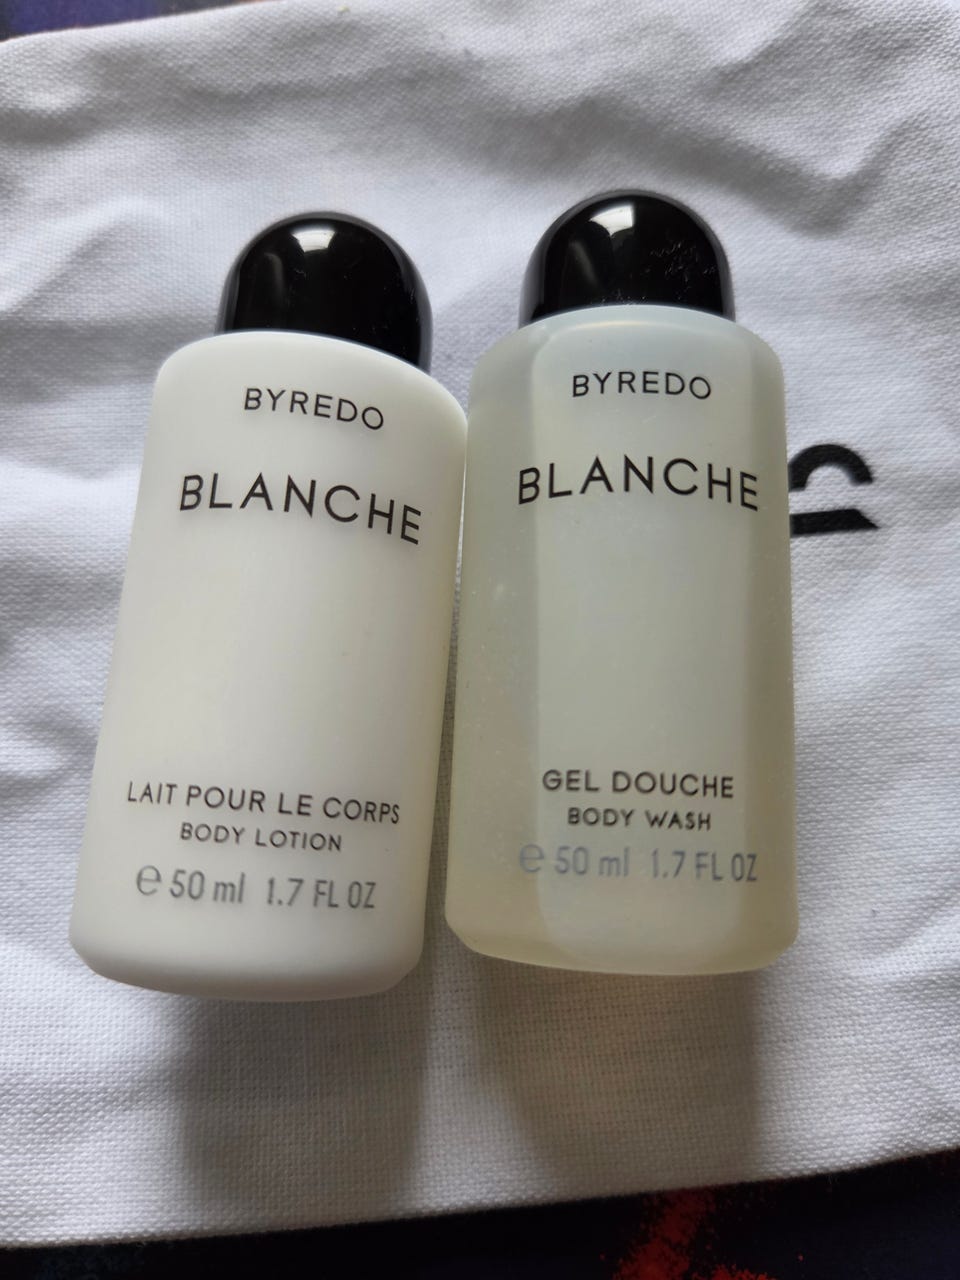 BYREDO
BLANCHE
LAIT POUR LE CORPS
BODY LOTION
e 50 ml 1.7 FL OZ
BYREDO
BLANCHE
GEL DOUCHE
BODY WASH
e 50 ml 1.7 FL OZ